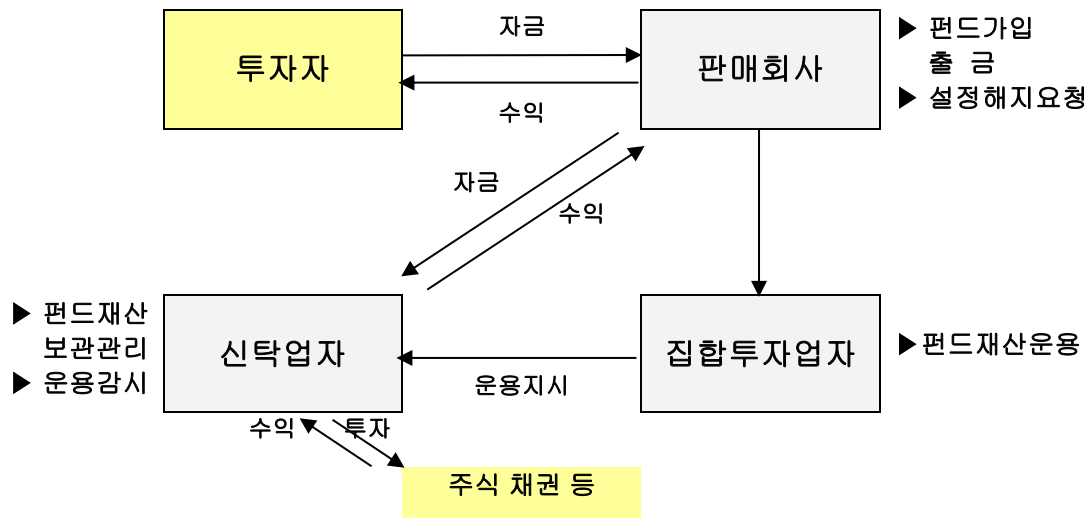 자금
투자자
판매회사
▶ 펀드가입
출 금
▶ 설정해지요청
수익
자금
수익
▶ 펀드재산
보관관리
▶ 운용감시
신탁업자
집합투자업자
▶펀드재산운용
운용지시
수익
투자
주식 채권 등